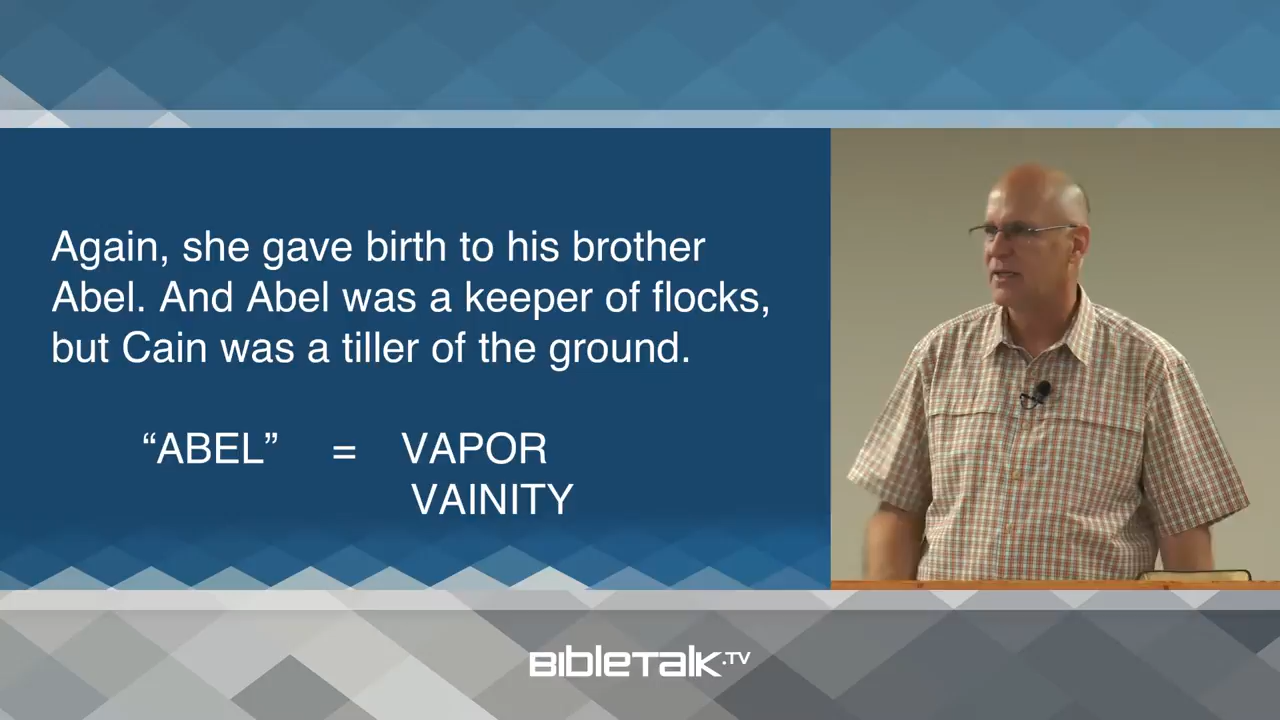 Again, she gave birth to his brother
Abel. And Abel was a keeper of flocks,
but Cain was a tiller of the ground.
“ABEL” = VAPOR
VAINITY
BIBLETALK.TV